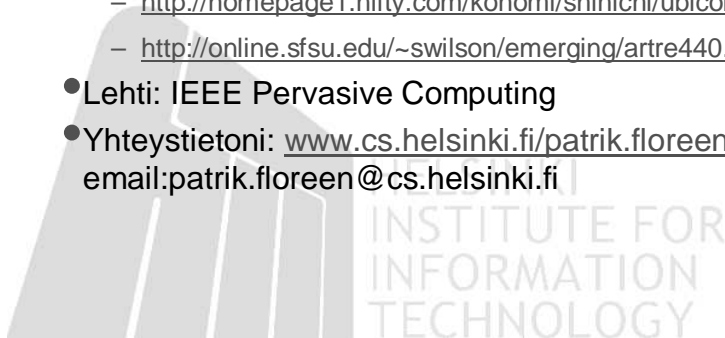 – http://homepage1.nifty.com/konomi/shinichi/ubico
– http://online.sfsu.edu/~swilson/emerging/artre440.
Lehti: IEEE Pervasive Computing
Yhteystietoni: www.cs.helsinki.fi/patrik.floreen
email:patrik.floreen@cs.helsinki.fi
HELSINKI
INSTITUTE FOR
INFORMATION
TECHNOLOGY